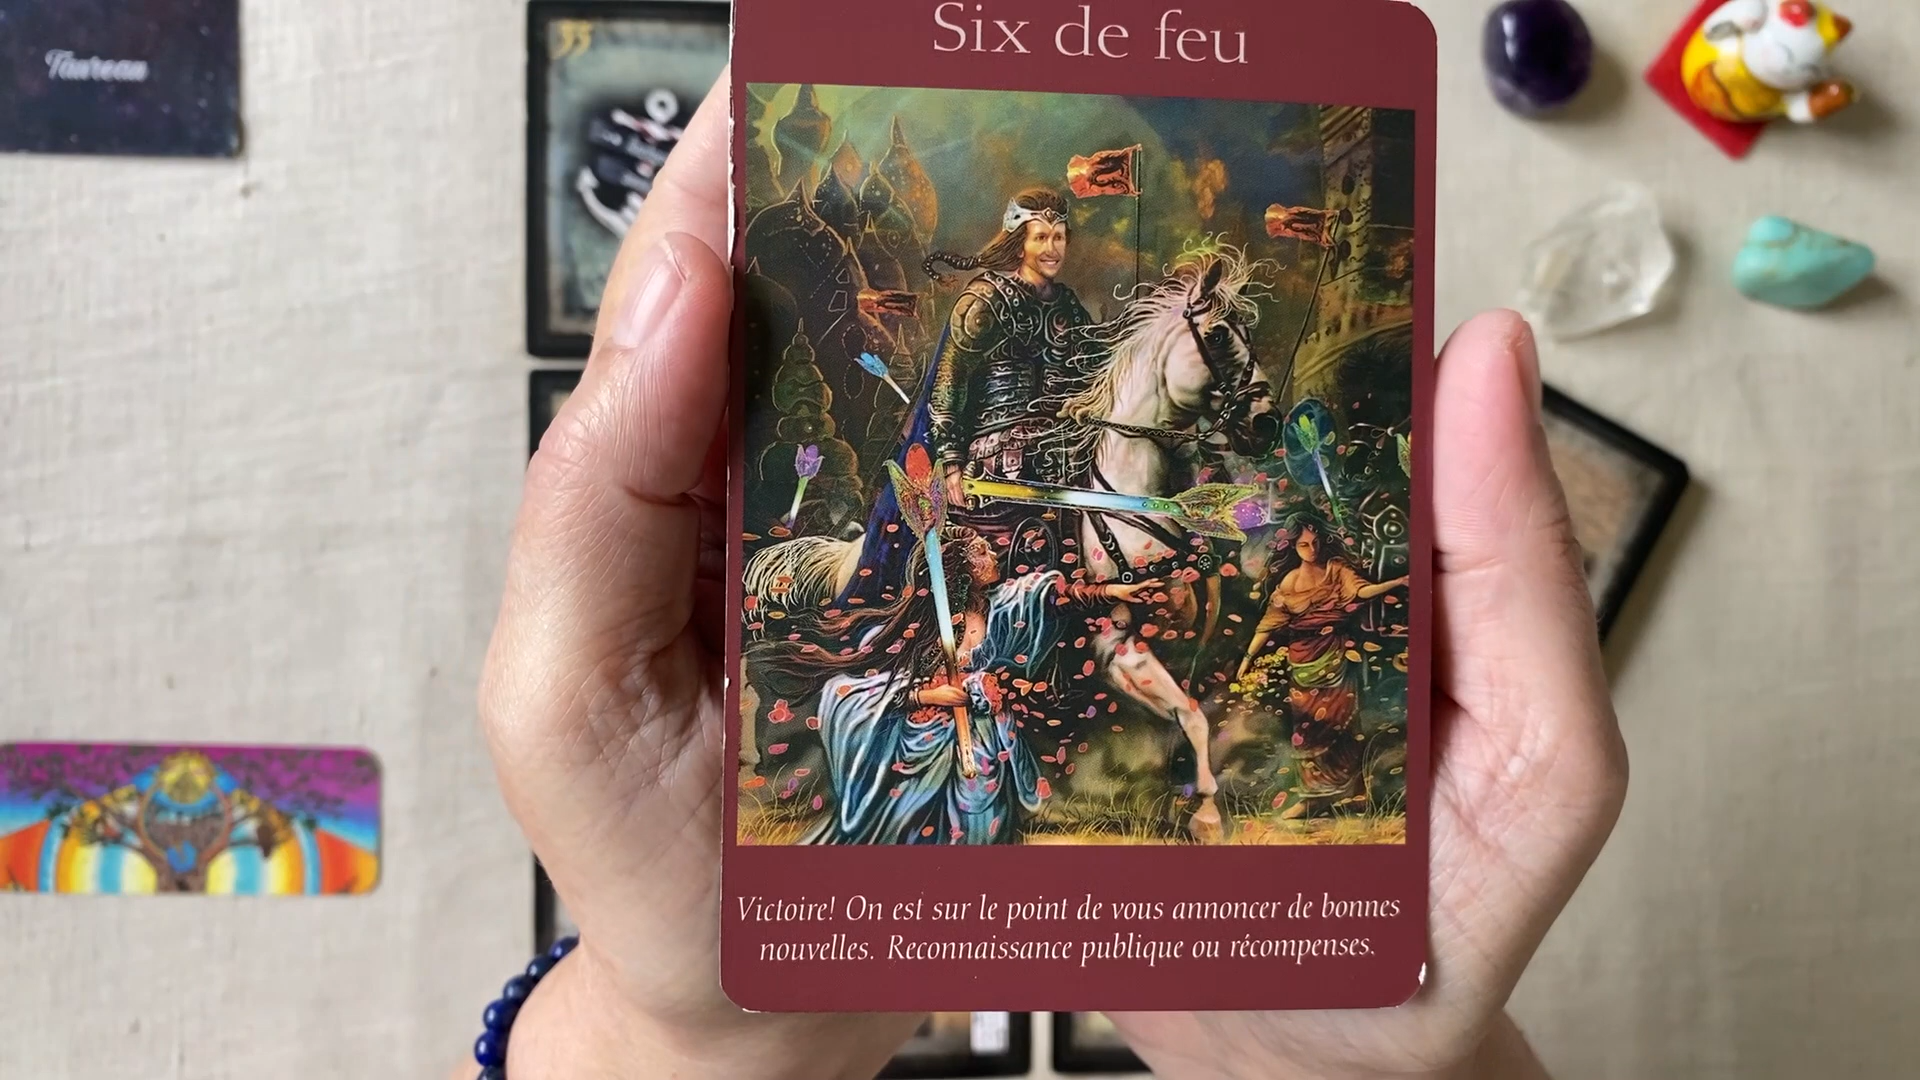 Taureau
35
Six de feu
Victoire! On est sur le point de vous annoncer de bonnes
nouvelles. Reconnaissance publique ou récompenses.